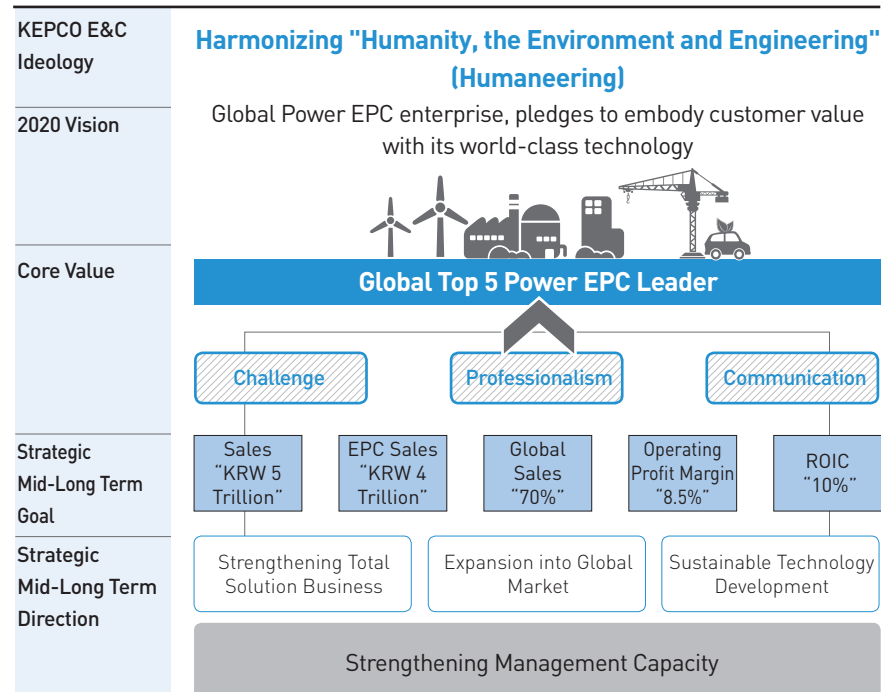 KEPCO E&C
Ideology
Harmonizing "Humanity, the Environment and Engineering"
(Humaneering)
2020 Vision
Global Power EPC enterprise, pledges to embody customer value
with its world-class technology
Core Value
Global Top 5 Power EPC Leader
Challenge
Professionalism
Communication
Strategic
Mid-Long Term
Goal
Sales
“KRW 5
Trillion”
EPC Sales
“KRW 4
Trillion”
Global
Sales
“70%”
Operating
Profit Margin
“8.5%”
ROIC
“10%”
Strategic
Mid-Long Term
Direction
Strengthening Total
Solution Business
Expansion into Global
Market
Sustainable Technology
Development
Strengthening Management Capacity